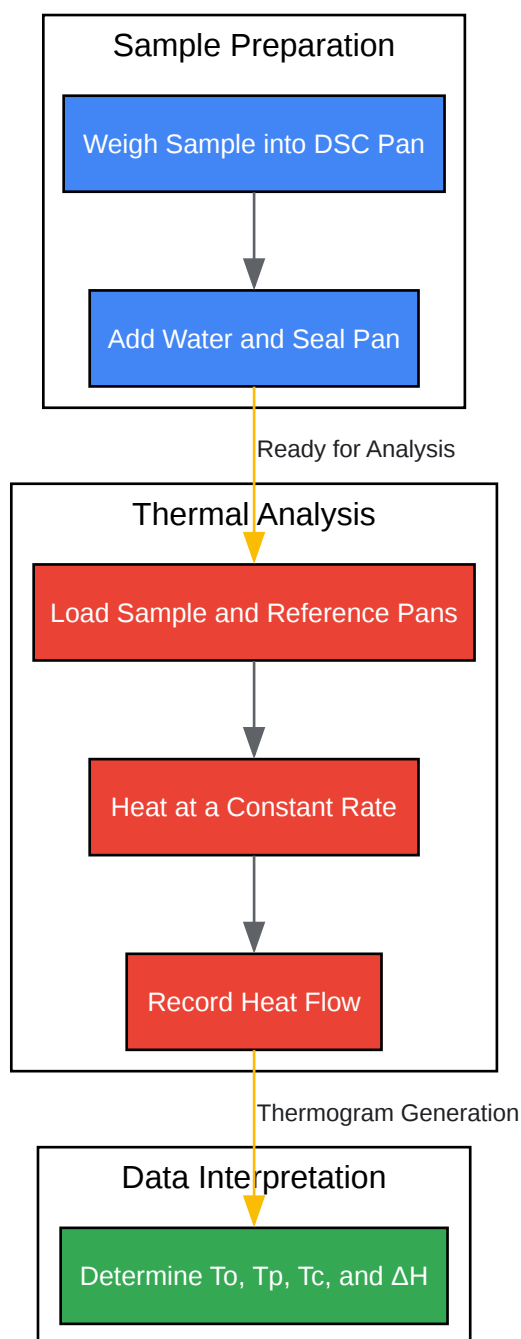 Sample Preparation
Weigh Sample into DSC Pan
Add Water and Seal Pan
Ready for Analysis
Thermal Analysis
Load Sample and Reference Pans
Heat at a Constant Rate
Record Heat Flow
Thermogram Generation
Data Interpretation
Determine To, Tp, Tc, and ΔH